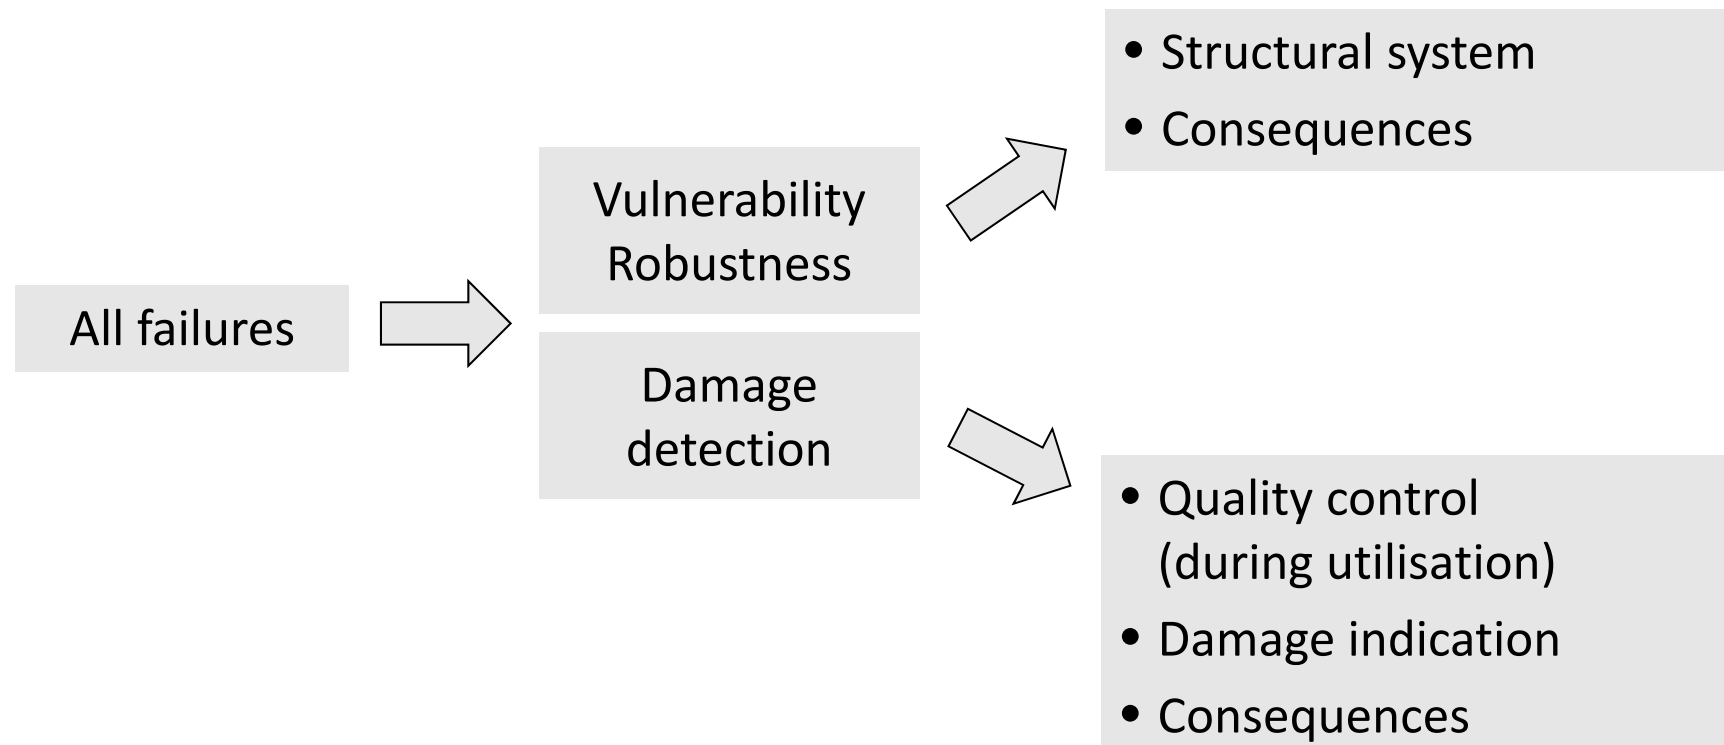 All failures
Vulnerability
Robustness
Damage
detection
• Structural system
• Consequences
• Quality control
(during utilisation)
• Damage indication
• Consequences